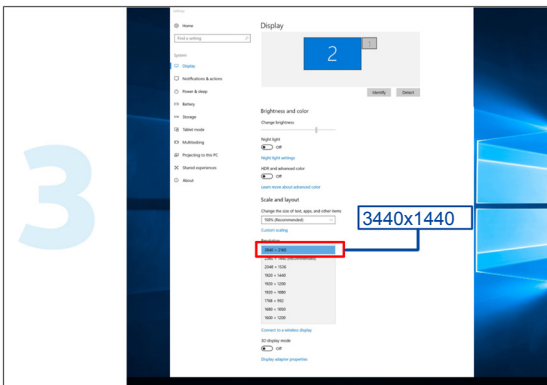 3
Home
Display
Find a setting
2
1
System
Display
Notifications & actions
Power & sleep
Identify
Detect
Battery
Brightness and color
Storage
Change brightness
Tablet mode
Multitasking
Night light
Off
Projecting to this PC
Night light settings
Shared experiences
HDR and advanced color
About
Off
Learn more about advanced color
Scale and layout
Change the size of text, apps, and other items
100% (Recommended)
3440x1440
Custom scaling
Resolution
2048 × 1536
1920 × 1440
1920 × 1200
1920 × 1080
1768 × 992
1680 × 1050
1600 × 1200
Connect to a wireless display
3D display mode
Off
Display adapter properties